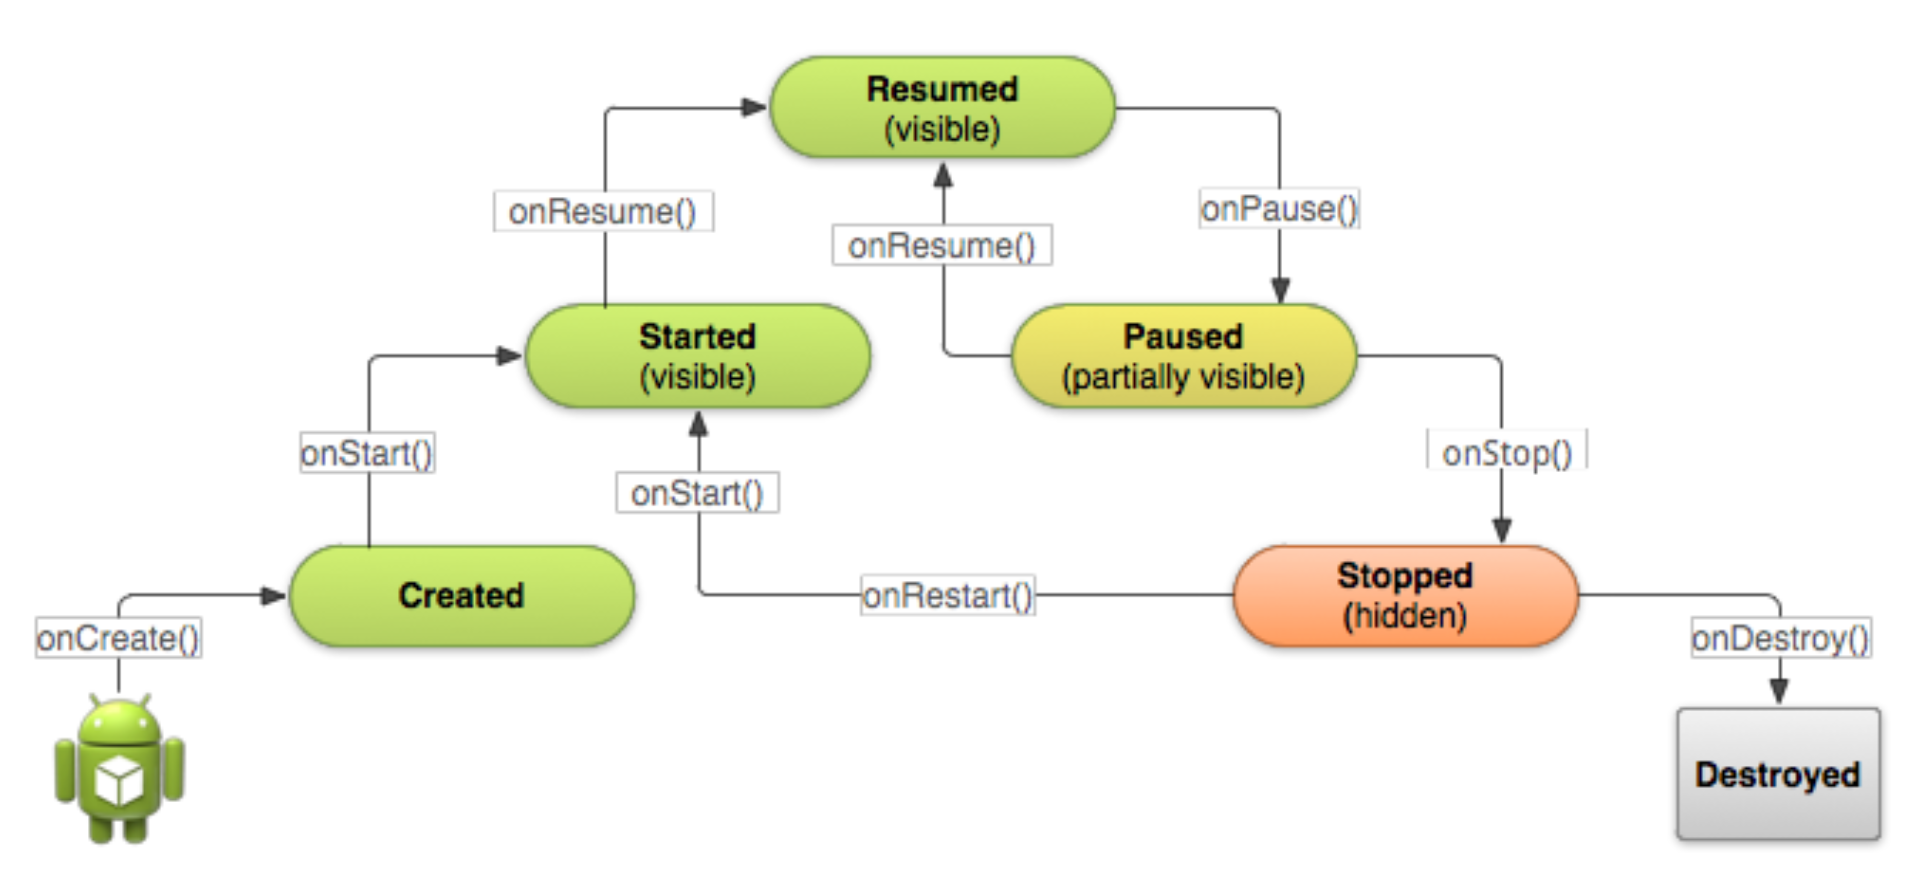 Resumed
(visible)
onResume()
onResume()
onPause()
Started
(visible)
Paused
(partially visible)
onStart()
onStart()
onStop()
Created
onRestart()
Stopped
(hidden)
onCreate()
onDestroy()
Destroyed